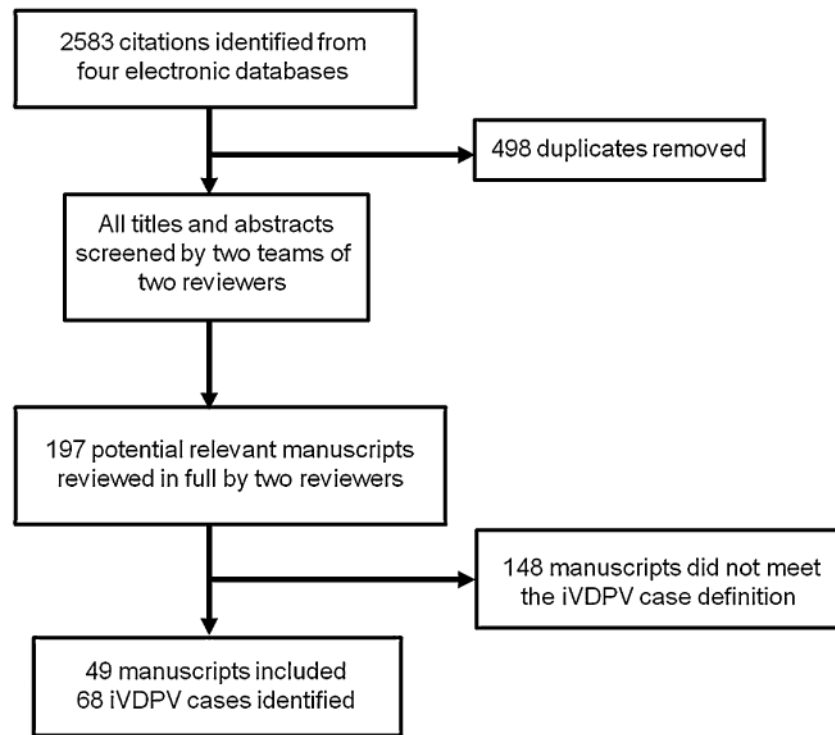 2583 citations identified from
four electronic databases
498 duplicates removed
All titles and abstracts
screened by two teams of
two reviewers
197 potential relevant manuscripts
reviewed in full by two reviewers
148 manuscripts did not meet
the iVDPV case definition
49 manuscripts included
68 iVDPV cases identified